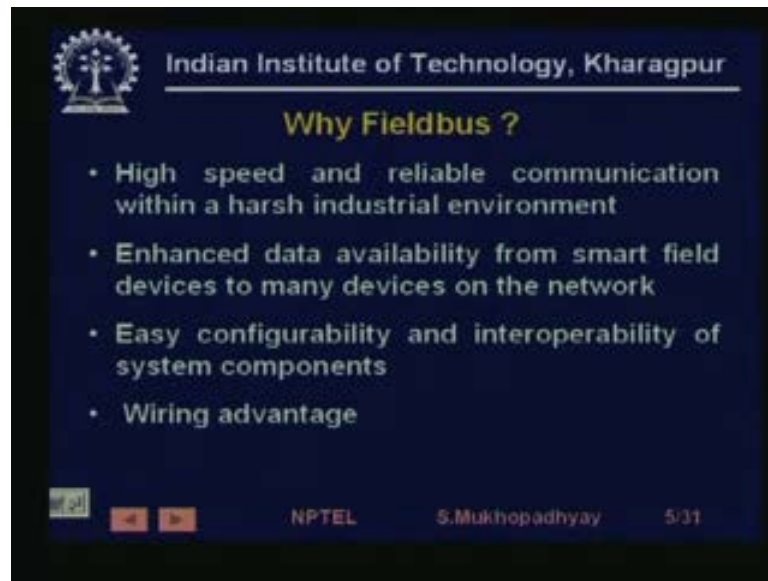 Indian Institute of Technology, Kharagpur
Why Fieldbus ?
• High speed and reliable communication
within a harsh industrial environment
• Enhanced data availability from smart field
devices to many devices on the network
• Easy configurability and interoperability of
system components
• Wiring advantage
NPTEL S.Mukhopadhyay 5/31